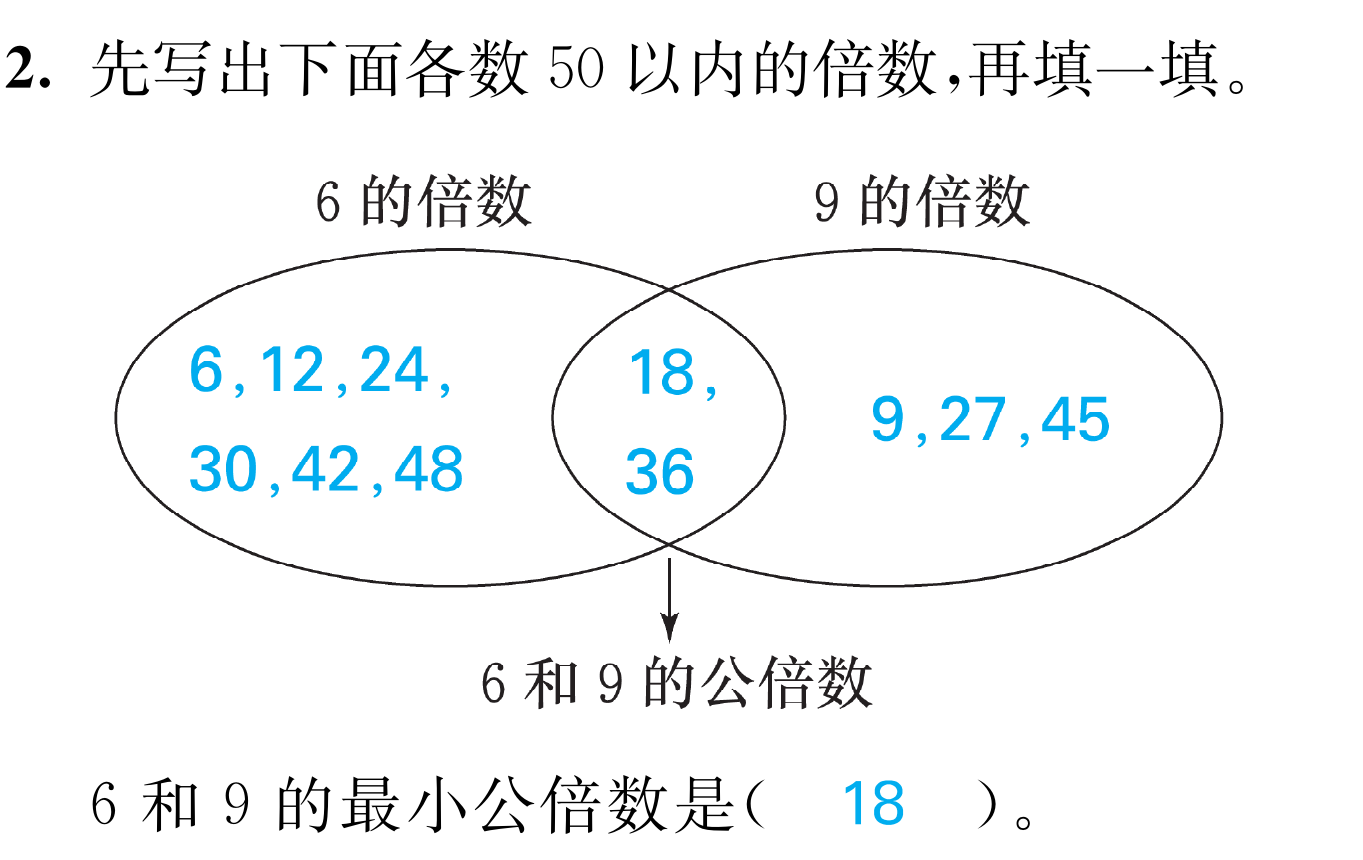 2. 先写出下面各数 50 以内的倍数,再填一填。
6 的倍数 9 的倍数
6,12,24, 18,
9,27,45
30,42,48 36
6 和 9 的公倍数
6 和 9 的最小公倍数是( 18 )。